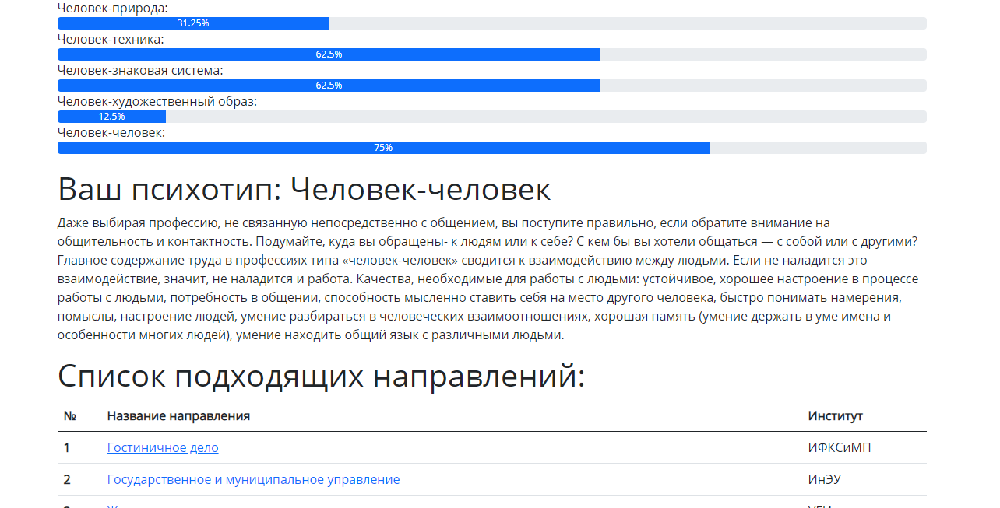 Человек-природа:
31.25%
Человек-техника:
62.5%
Человек-знаковая система:
62.5%
Человек-художественный образ:
12.5%
Человек-человек:
75%
Ваш психотип: Человек-человек
Даже выбирая профессию, не связанную непосредственно с общением, вы поступите правильно, если обратите внимание на
общительность и контактность. Подумайте, куда вы обращены- к людям или к себе? С кем бы вы хотели общаться — с собой или с другими?
Главное содержание труда в профессиях типа «человек-человек» сводится к взаимодействию между людьми. Если не наладится это
взаимодействие, значит, не наладится и работа. Качества, необходимые для работы с людьми: устойчивое, хорошее настроение в процессе
работы с людьми, потребность в общении, способность мысленно ставить себя на место другого человека, быстро понимать намерения,
помыслы, настроение людей, умение разбираться в человеческих взаимоотношениях, хорошая память (умение держать в уме имена и
особенности многих людей), умение находить общий язык с различными людьми.
Список подходящих направлений:
№ Название направления Институт
1 Гостиничное дело ИФКСиМП
2 Государственное и муниципальное управление ИнЭУ